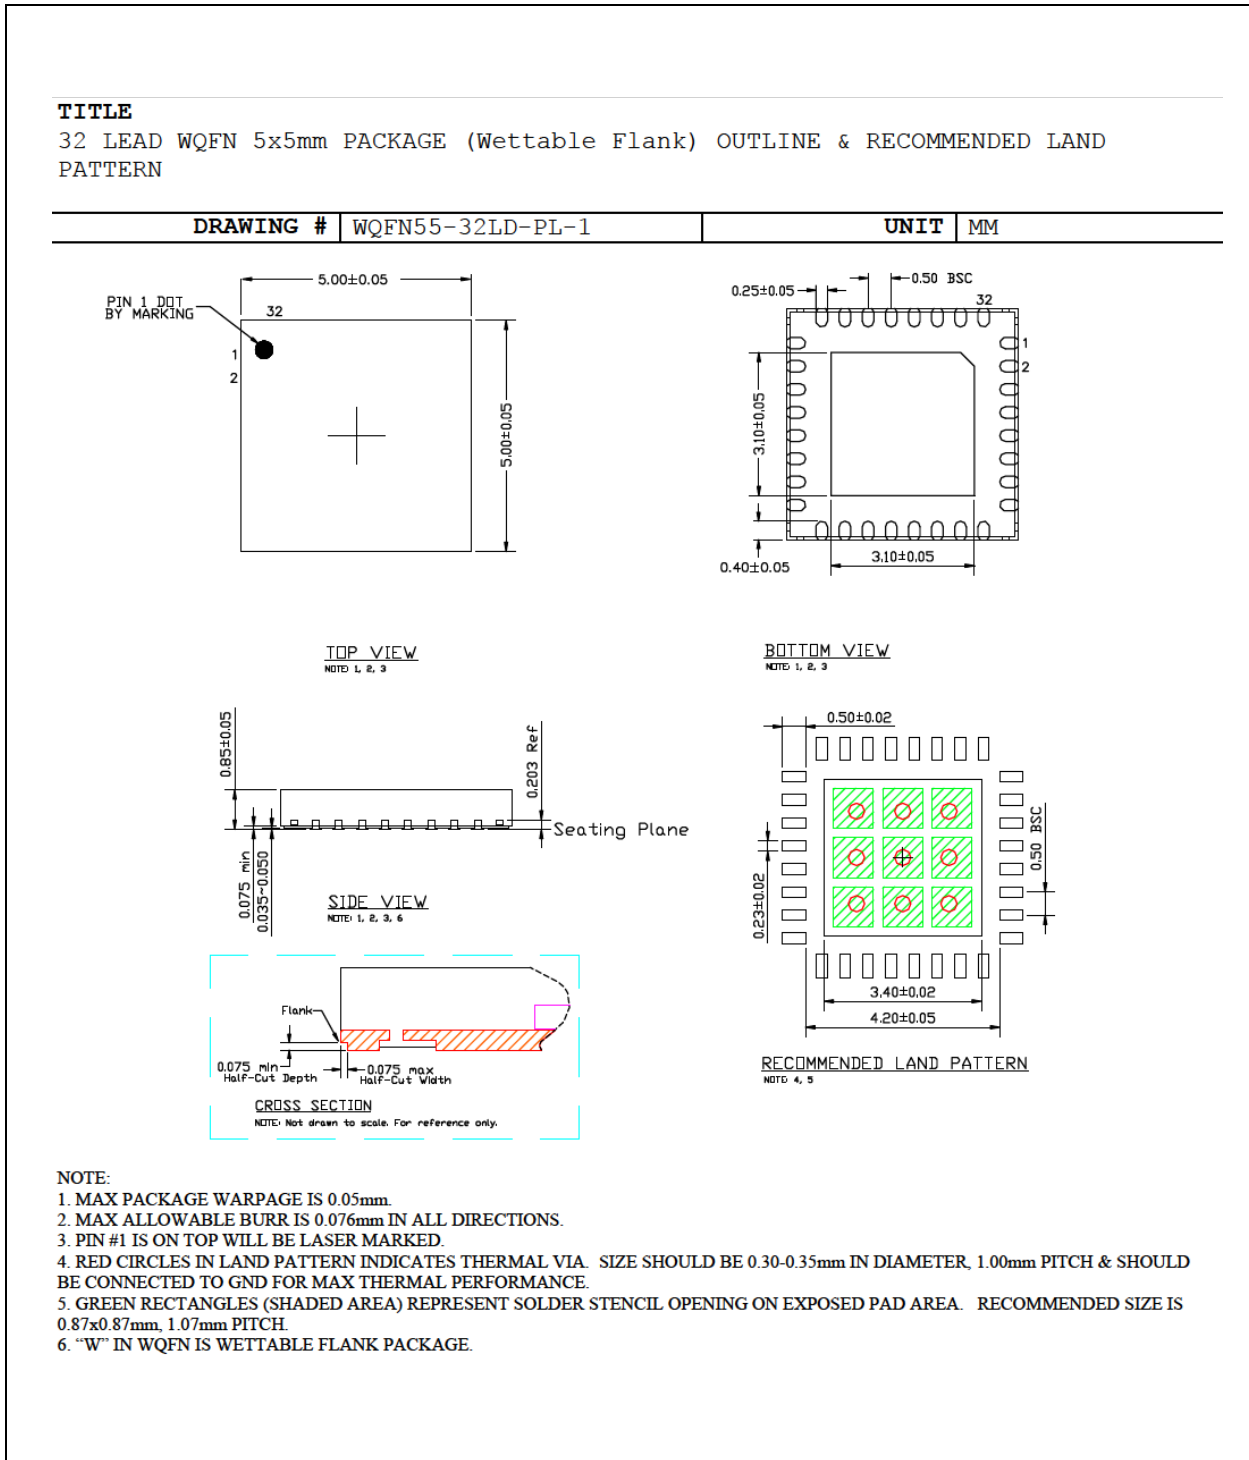 TITLE
32 LEAD WQFN 5x5mm PACKAGE (Wettable Flank) OUTLINE & RECOMMENDED LAND
PATTERN
DRAWING # WQFN55-32LD-PL-1 UNIT MM
5.00±0.05
PIN 1 DOT
BY MARKING
32
1
2
5.00±0.05
TOP VIEW
NOTE: 1, 2, 3
0.50 BSC
0.25±0.05
32
1
2
3.10±0.05
0.40±0.05
3.10±0.05
BOTTOM VIEW
NOTE: 1, 2, 3
0.85±0.05
0.203 Ref
Seating Plane
0.075 min
0.035~0.050
SIDE VIEW
NOTE: 1, 2, 3, 6
Flank
0.075 min
Half-Cut Depth
0.075 max
Half-Cut Width
CROSS SECTION
NOTE: Not drawn to scale. For reference only.
0.50±0.02
0.50 BSC
0.23±0.02
3.40±0.02
4.20±0.05
RECOMMENDED LAND PATTERN
NOTE: 4, 5
NOTE:
1. MAX PACKAGE WARPAGE IS 0.05mm.
2. MAX ALLOWABLE BURR IS 0.076mm IN ALL DIRECTIONS.
3. PIN #1 IS ON TOP WILL BE LASER MARKED.
4. RED CIRCLES IN LAND PATTERN INDICATES THERMAL VIA. SIZE SHOULD BE 0.30-0.35mm IN DIAMETER, 1.00mm PITCH & SHOULD
BE CONNECTED TO GND FOR MAX THERMAL PERFORMANCE.
5. GREEN RECTANGLES (SHADED AREA) REPRESENT SOLDER STENCIL OPENING ON EXPOSED PAD AREA. RECOMMENDED SIZE IS
0.87x0.87mm, 1.07mm PITCH.
6. “W” IN WQFN IS WETTABLE FLANK PACKAGE.